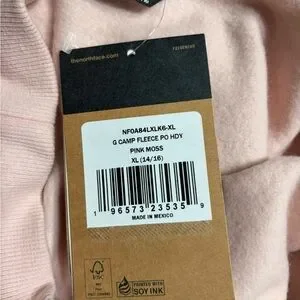 thenorthface.com
NF0A84LXLK6-XL
G CAMP FLEECE PO HDY
PINK MOSS
XL (14/16)
1 96573 23535 9
MADE IN MEXICO
FSC
PRINTED WITH
SOY INK